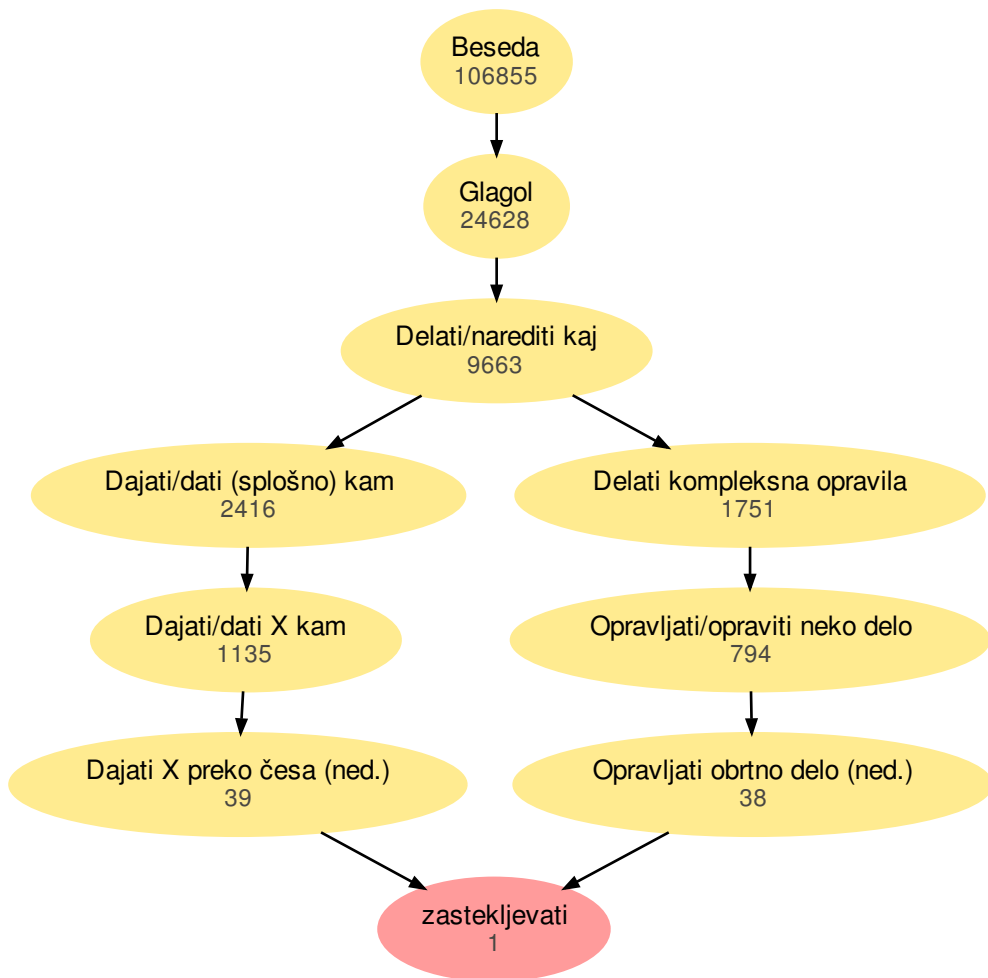 Beseda
106855
Glagol
24628
Delati/narediti kaj
9663
Dajati/dati (splošno) kam
2416
Delati kompleksna opravila
1751
Dajati/dati X kam
1135
Opravljati/opraviti neko delo
794
Dajati X preko česa (ned.)
39
Opravljati obrtno delo (ned.)
38
zastekljevati
1